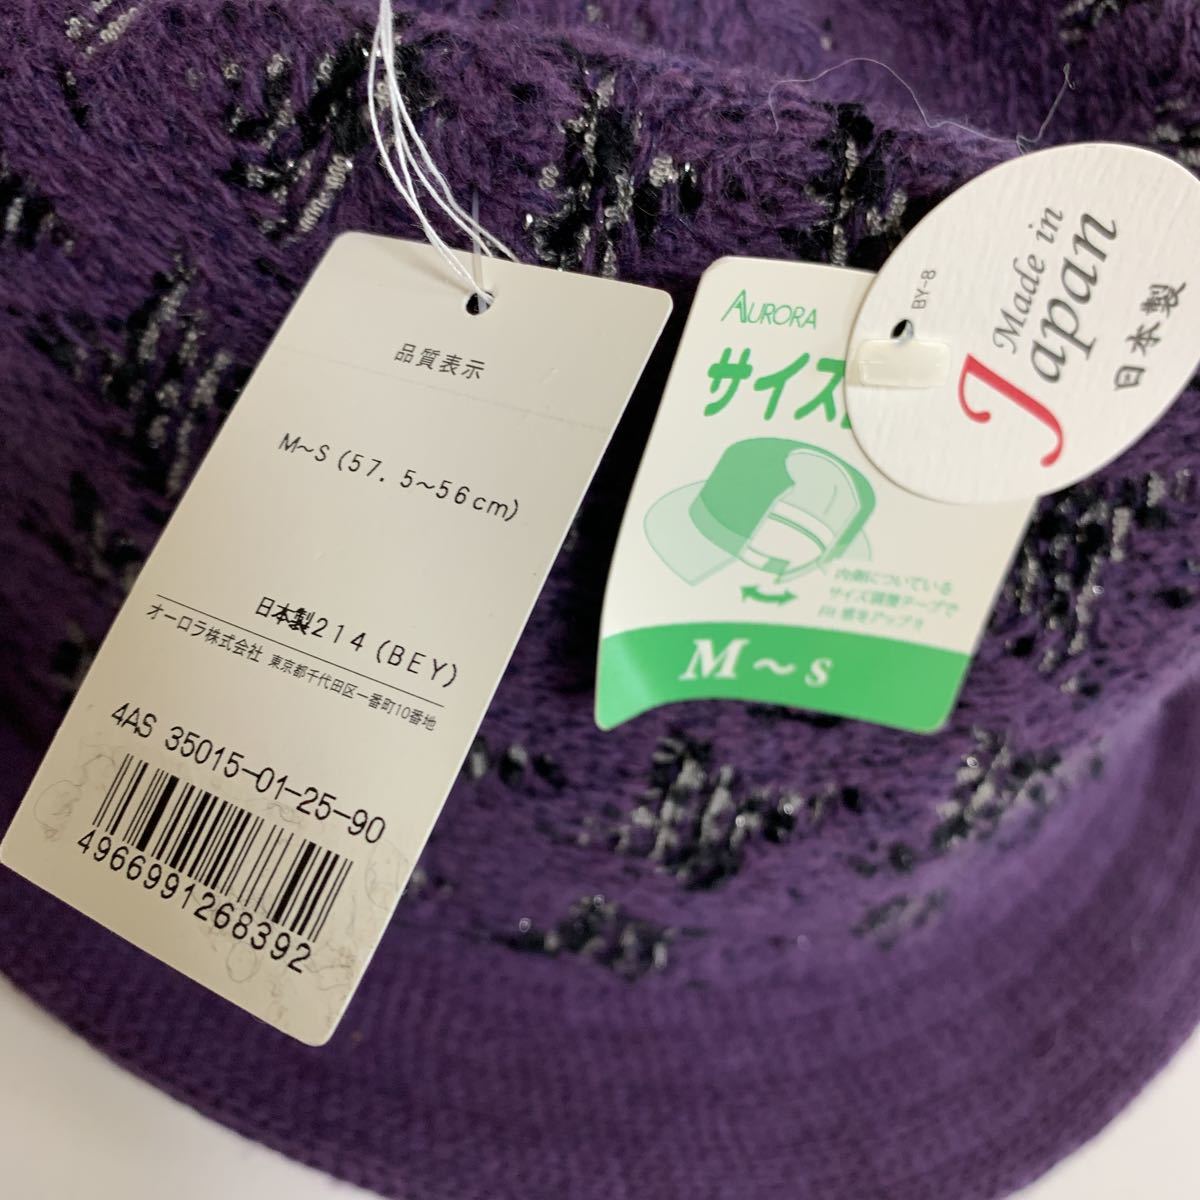 品質表示
M～S (57. 5～56cm)
日本製214 (BEY)
オーロラ株式会社 東京都千代田区一番町10番地
4AS 35015-01-25-90
4966991268392
AURORA
サイズ
内側についている
サイズ調整テープで
M～S
BY-8
Made in
Japan
日本製